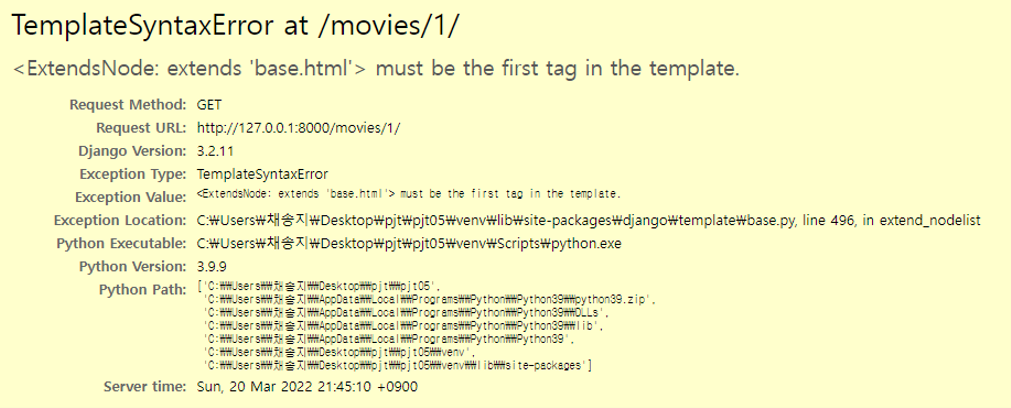 TemplateSyntaxError at /movies/1/
<ExtendsNode: extends 'base.html'> must be the first tag in the template.
Request Method: GET
Request URL: http://127.0.0.1:8000/movies/1/
Django Version: 3.2.11
Exception Type: TemplateSyntaxError
Exception Value: <ExtendsNode: extends 'base.html'> must be the first tag in the template.
Exception Location: C:₩Users₩채송지₩Desktop₩pjt₩pjt05₩venv₩lib₩site-packages₩django₩template₩base.py, line 496, in extend_nodelist
Python Executable: C:₩Users₩채송지₩Desktop₩pjt₩pjt05₩venv₩Scripts₩python.exe
Python Version: 3.9.9
Python Path: ['C:₩₩Users₩₩채송지₩₩Desktop₩₩pjt₩₩pjt05',
'C:₩₩Users₩₩채송지₩₩AppData₩₩Local₩₩Programs₩₩Python₩₩Python39₩₩python39.zip',
'C:₩₩Users₩₩채송지₩₩AppData₩₩Local₩₩Programs₩₩Python₩₩Python39₩₩DLLs',
'C:₩₩Users₩₩채송지₩₩AppData₩₩Local₩₩Programs₩₩Python₩₩Python39₩₩lib',
'C:₩₩Users₩₩채송지₩₩AppData₩₩Local₩₩Programs₩₩Python₩₩Python39',
'C:₩₩Users₩₩채송지₩₩Desktop₩₩pjt₩₩pjt05₩₩venv',
'C:₩₩Users₩₩채송지₩₩Desktop₩₩pjt₩₩pjt05₩₩venv₩₩lib₩₩site-packages']
Server time: Sun, 20 Mar 2022 21:45:10 +0900